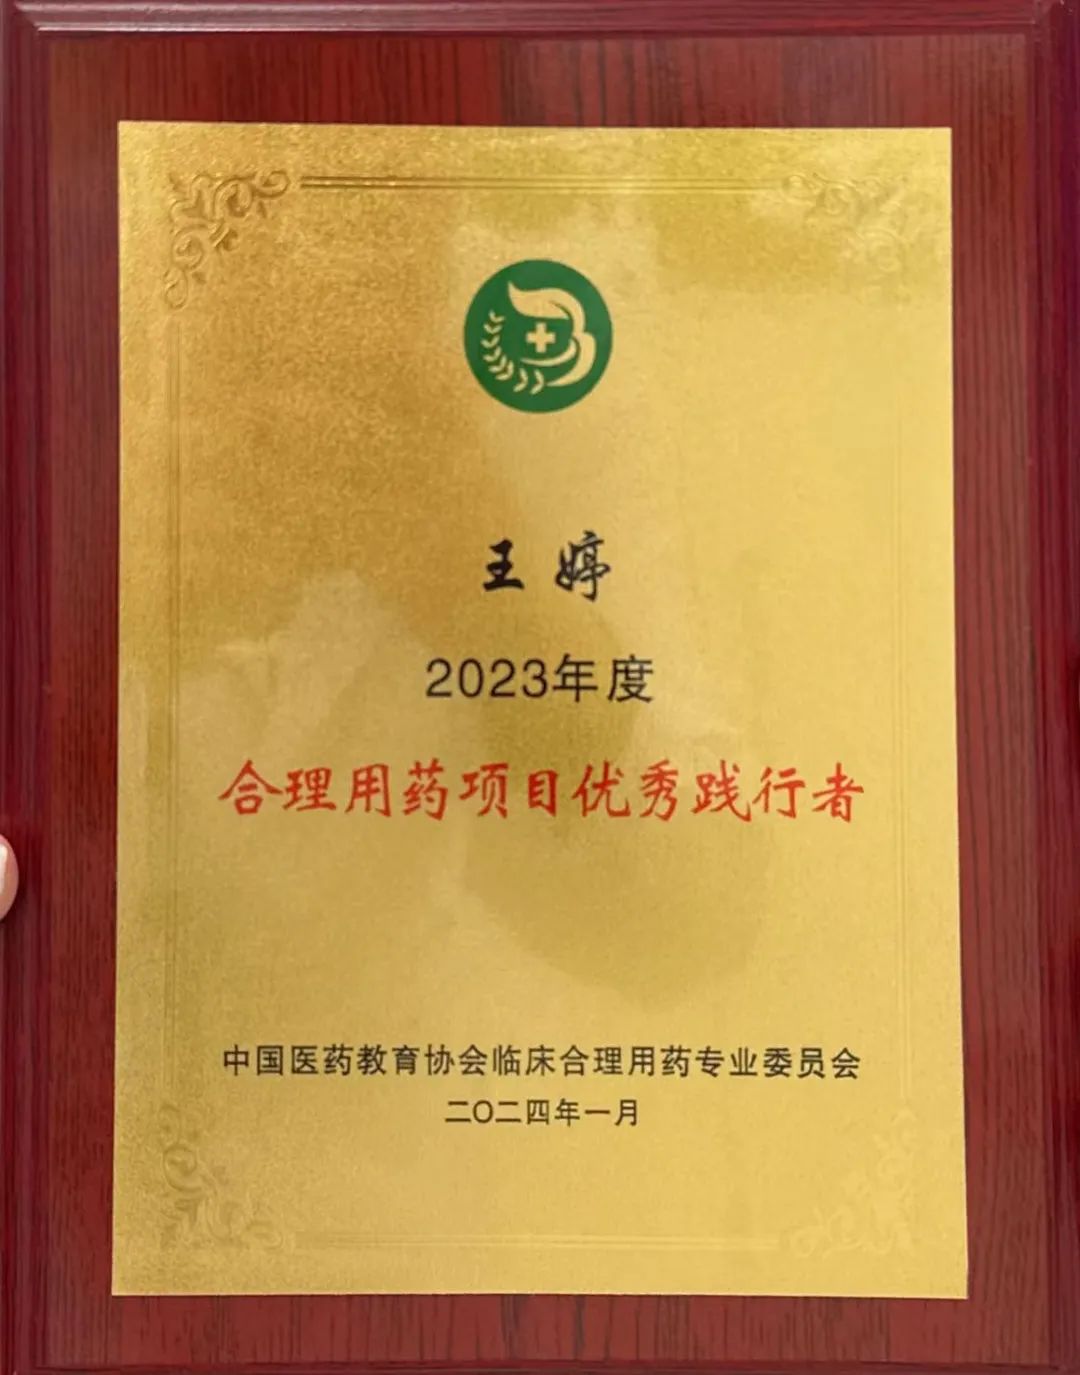 王婷
2023年度
合理用药项目优秀践行者
中国医药教育协会临床合理用药专业委员会
二〇二四年一月